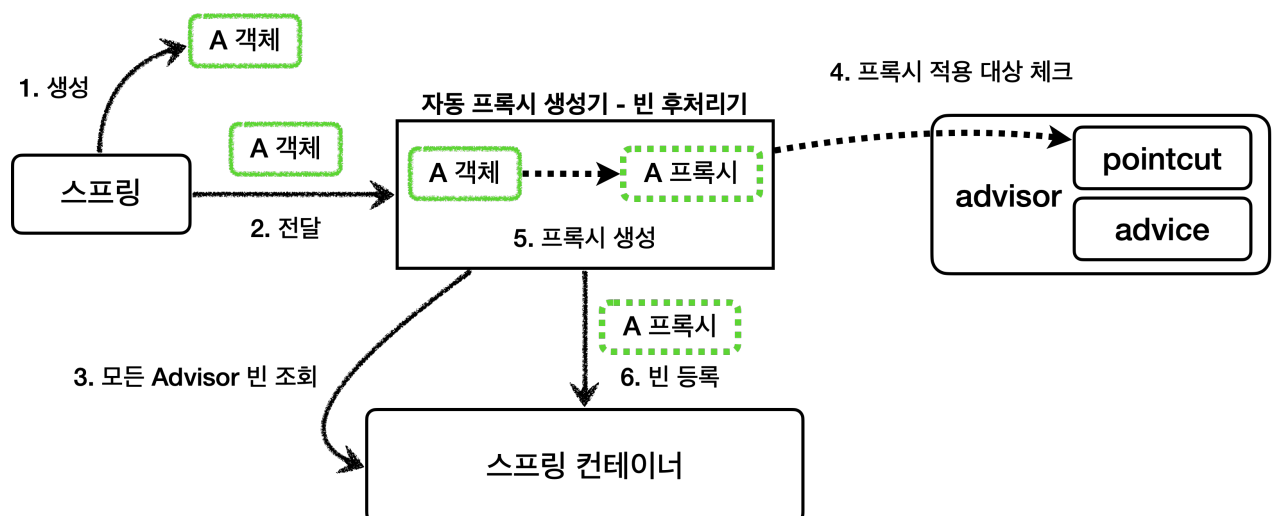 A 객체
1. 생성
4. 프록시 적용 대상 체크
자동 프록시 생성기 - 빈 후처리기
A 객체
스프링
2. 전달
A 객체
A 프록시
5. 프록시 생성
advisor
pointcut
advice
A 프록시
3. 모든 Advisor 빈 조회
6. 빈 등록
스프링 컨테이너